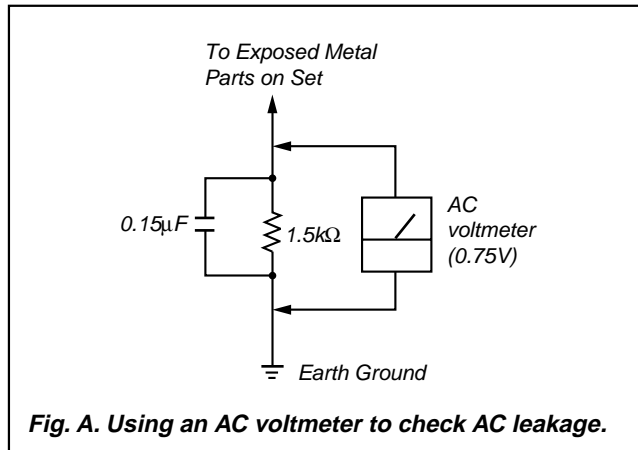 To Exposed Metal
Parts on Set
0.15μF
1.5kΩ
AC
voltmeter
(0.75V)
Earth Ground
Fig. A. Using an AC voltmeter to check AC leakage.